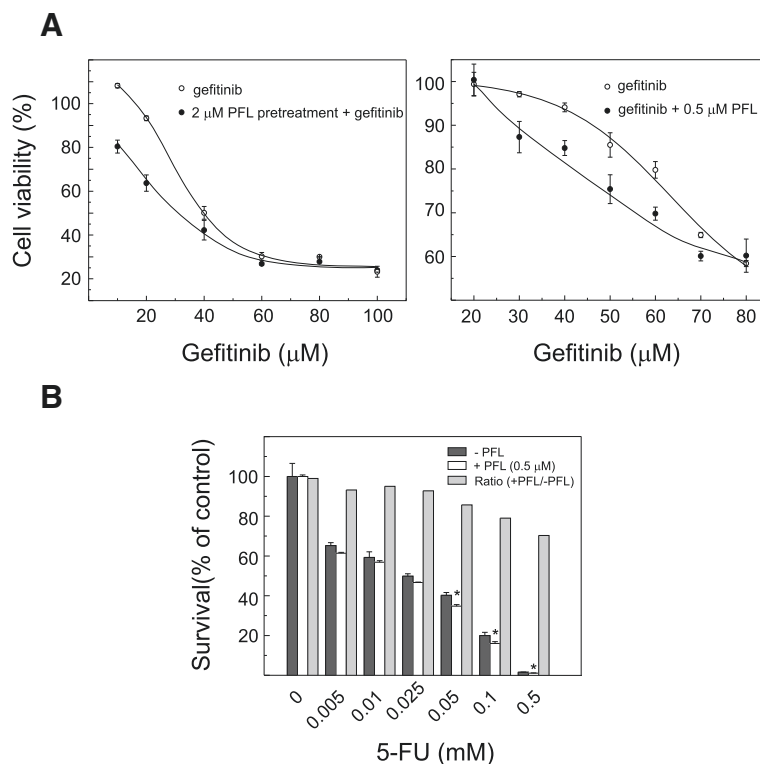 A
Cell viability (%)
100
80
60
40
20
gefitinib
2 μM PFL pretreatment + gefitinib
20 40 60 80 100
Gefitinib (μM)
100
90
80
70
60
gefitinib
gefitinib + 0.5 μM PFL
20 30 40 50 60 70 80
Gefitinib (μM)
B
Survival(% of control)
100
80
60
40
20
- PFL
+ PFL (0.5 μM)
Ratio (+PFL/-PFL)
*
*
*
0 0.005 0.01 0.025 0.05 0.1 0.5
5-FU (mM)